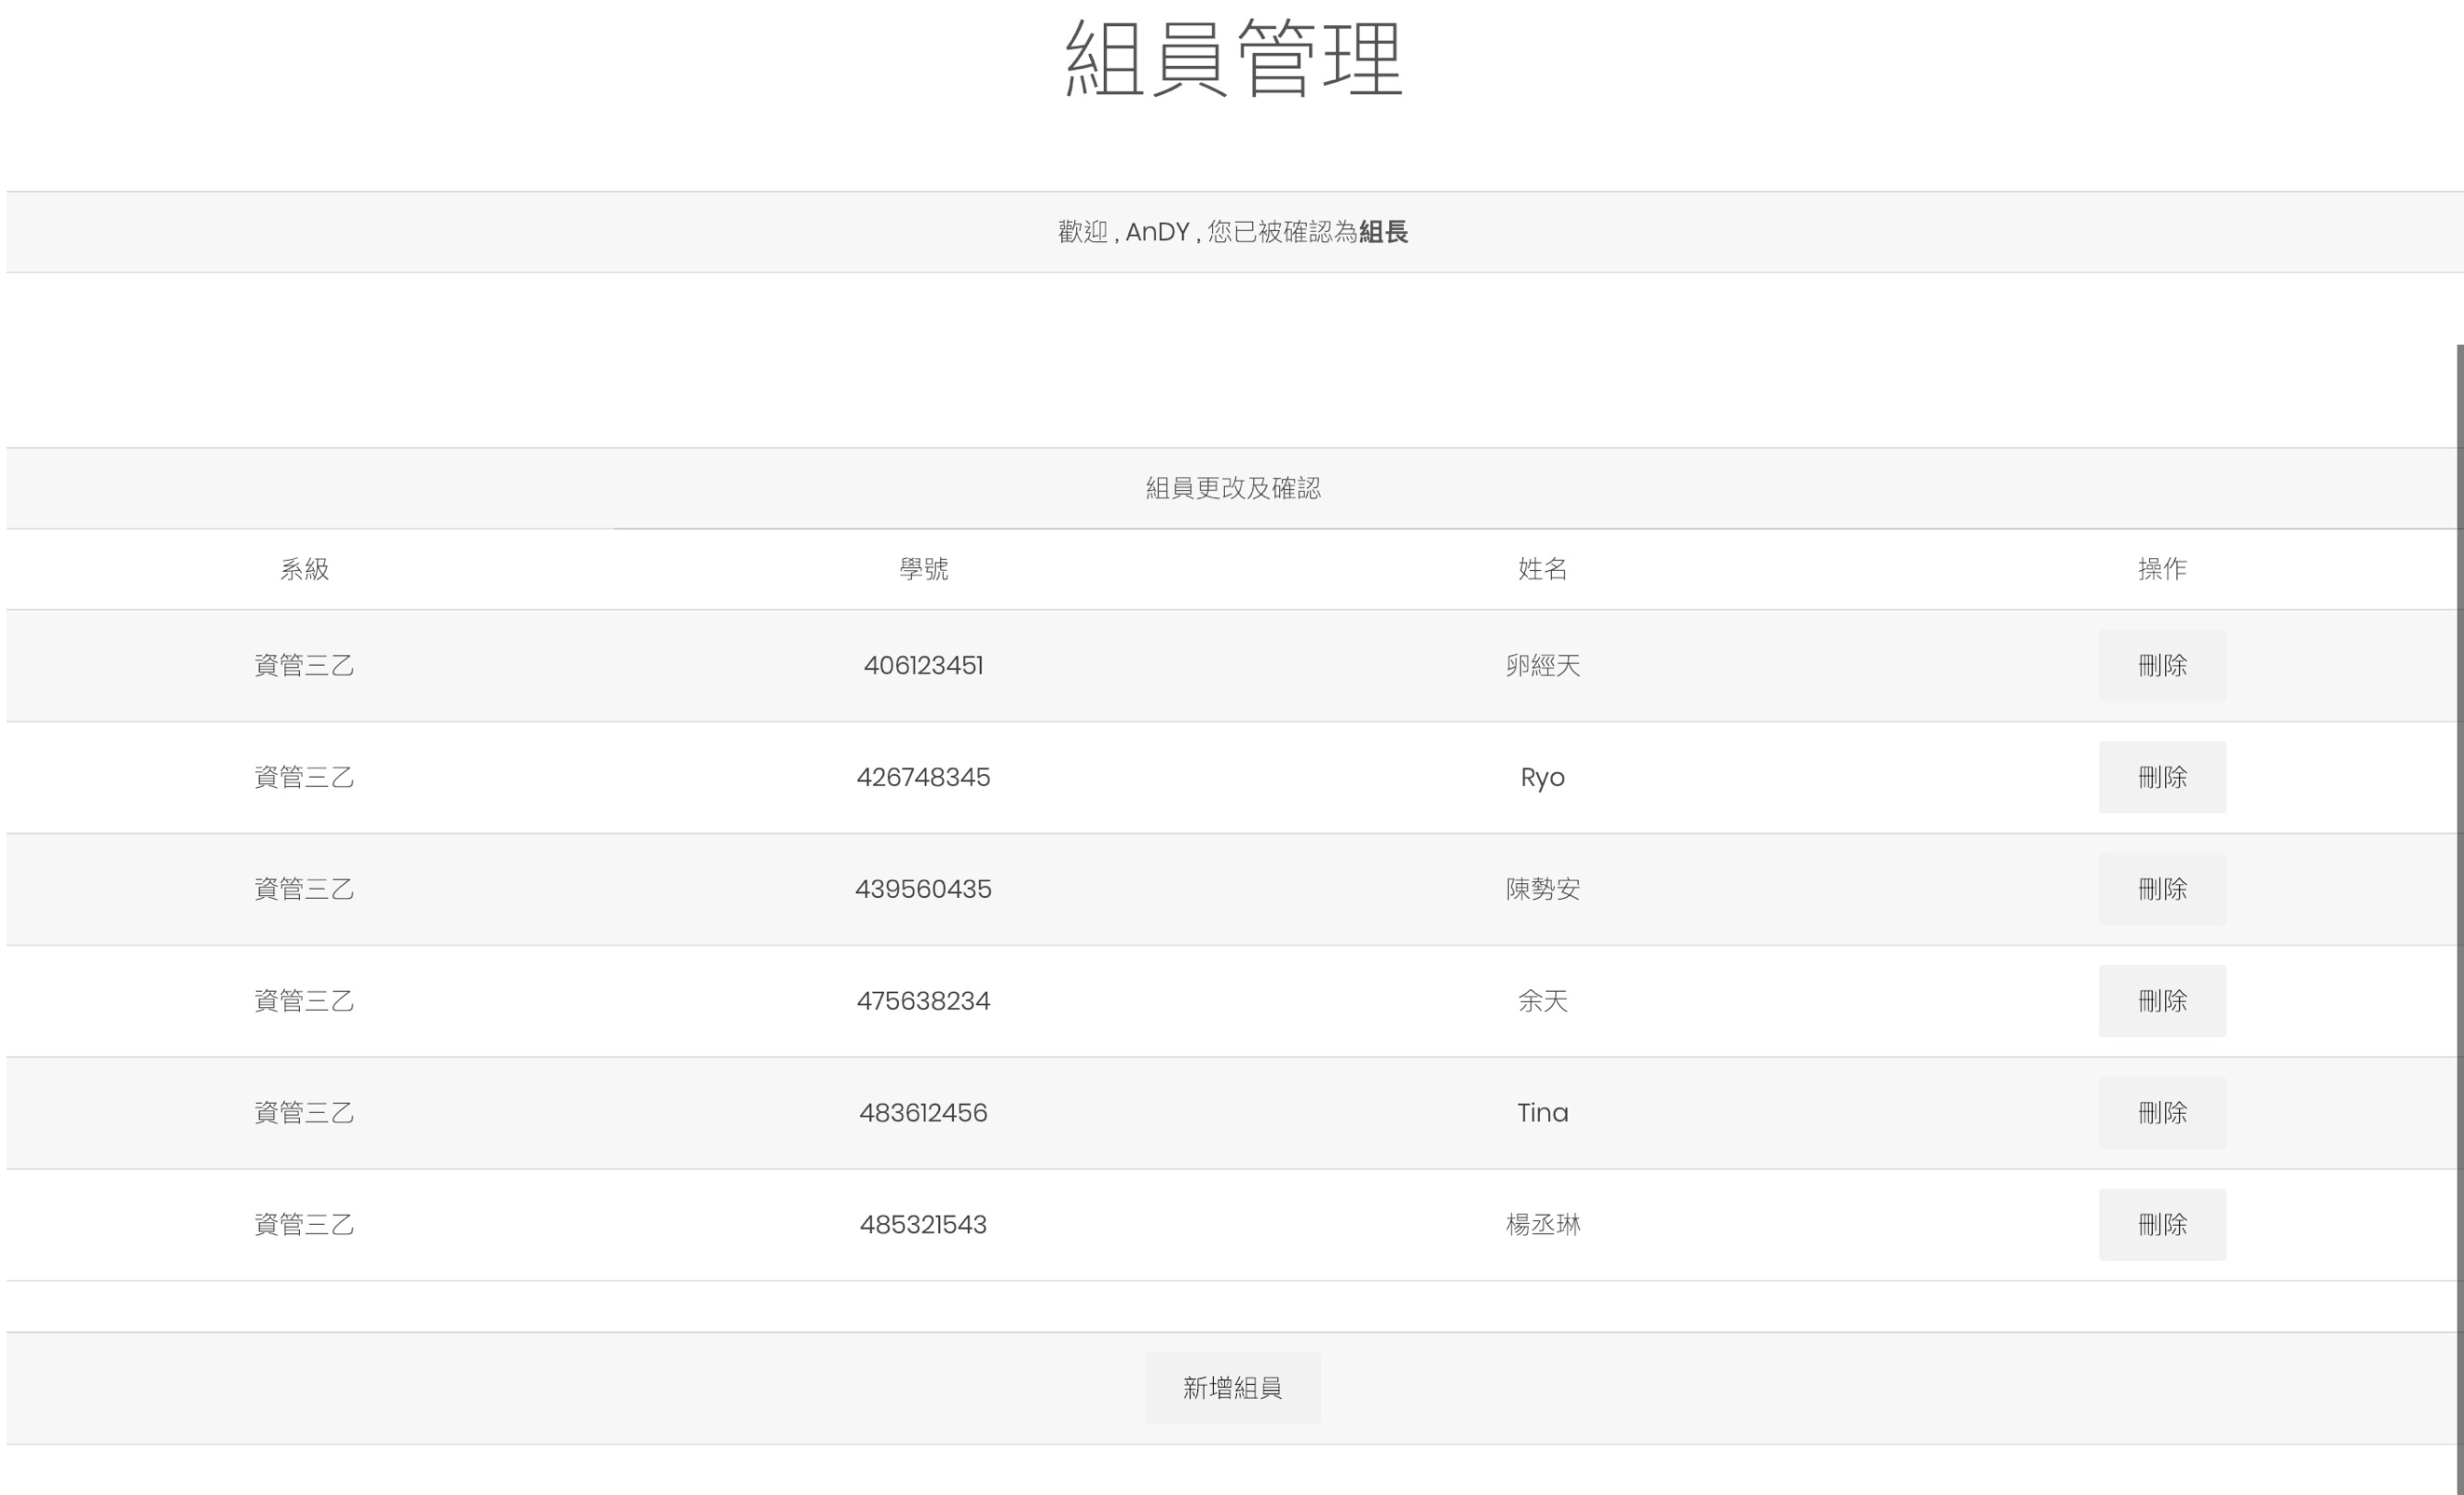 組員管理
歡迎 , AnDY , 您已被確認為組長
組員更改及確認
系級 學號 姓名 操作
資管三乙 406123451 卵經天 刪除
資管三乙 426748345 Ryo 刪除
資管三乙 439560435 陳勢安 刪除
資管三乙 475638234 余天 刪除
資管三乙 483612456 Tina 刪除
資管三乙 485321543 楊丞琳 刪除
新增組員